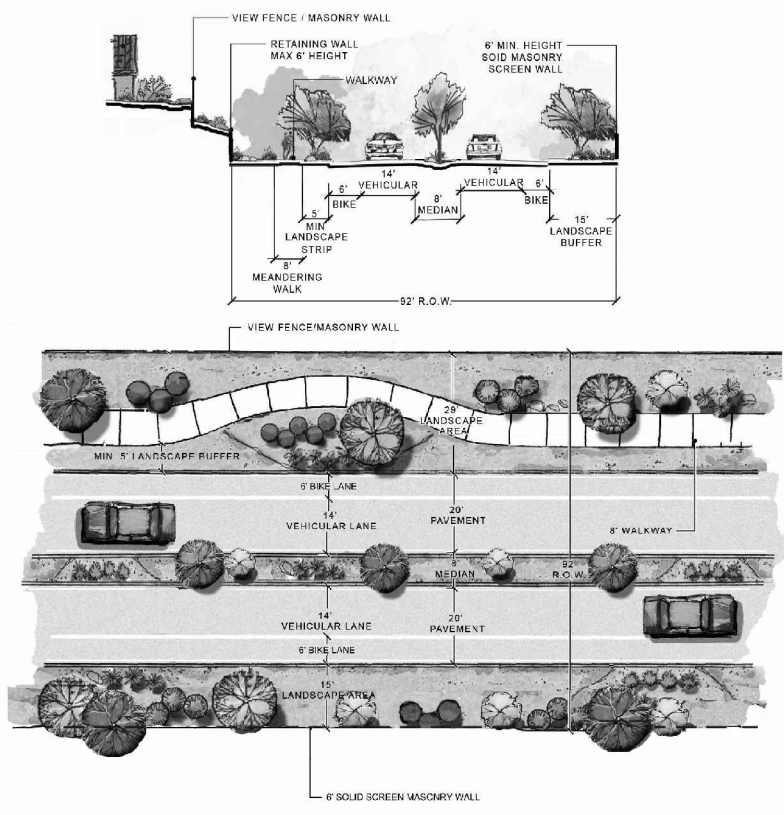 VIEW FENCE / MASONRY WALL
RETAINING WALL
MAX 6' HEIGHT
6' MIN. HEIGHT
SOID MASONRY
SCREEN WALL
WALKWAY
14'
VEHICULAR
14'
VEHICULAR
6'
BIKE
6'
BIKE
8'
MEDIAN
5'
MIN
LANDSCAPE
STRIP
15'
LANDSCAPE
BUFFER
8'
MEANDERING
WALK
92' R.O.W.
VIEW FENCE/MASONRY WALL
29'
LANDSCAPE
AREA
MIN. 5' LANDSCAPE BUFFER
6' BIKE LANE
14'
VEHICULAR LANE
20'
PAVEMENT
8' WALKWAY
8'
MEDIAN
92'
R.O.W.
14'
VEHICULAR LANE
20'
PAVEMENT
6' BIKE LANE
15'
LANDSCAPE AREA
6' SOLID SCREEN MASONRY WALL